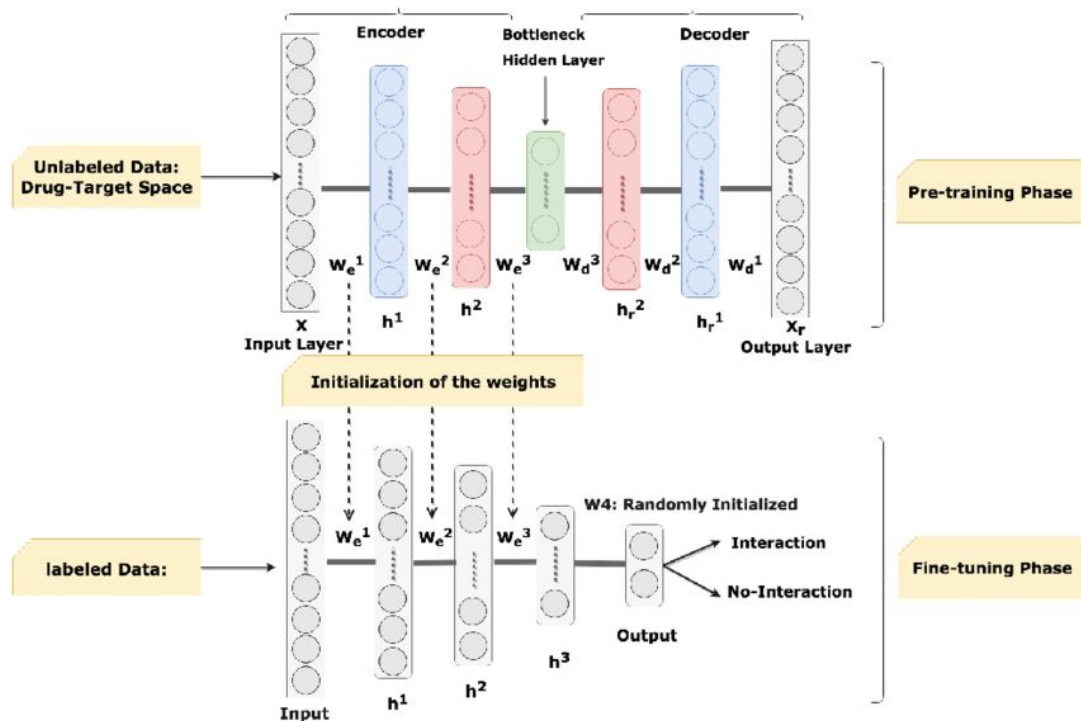 Encoder
Bottleneck
Hidden Layer
Decoder
Unlabeled Data:
Drug-Target Space
Pre-training Phase
We1
We2
We3
Wd3
Wd2
Wd1
h1
h2
hr2
hr1
X
Input Layer
Xr
Output Layer
Initialization of the weights
W4: Randomly Initialized
We1
We2
We3
Interaction
No-Interaction
labeled Data:
Fine-tuning Phase
Output
h1
h2
h3
Input